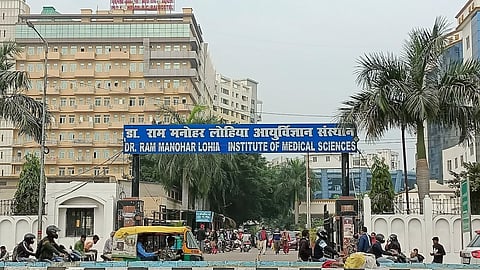 डा. राम मनोहर लोहिया आयुर्विज्ञान संस्थान
DR. RAM MANOHAR LOHIA INSTITUTE OF MEDICAL SCIENCES